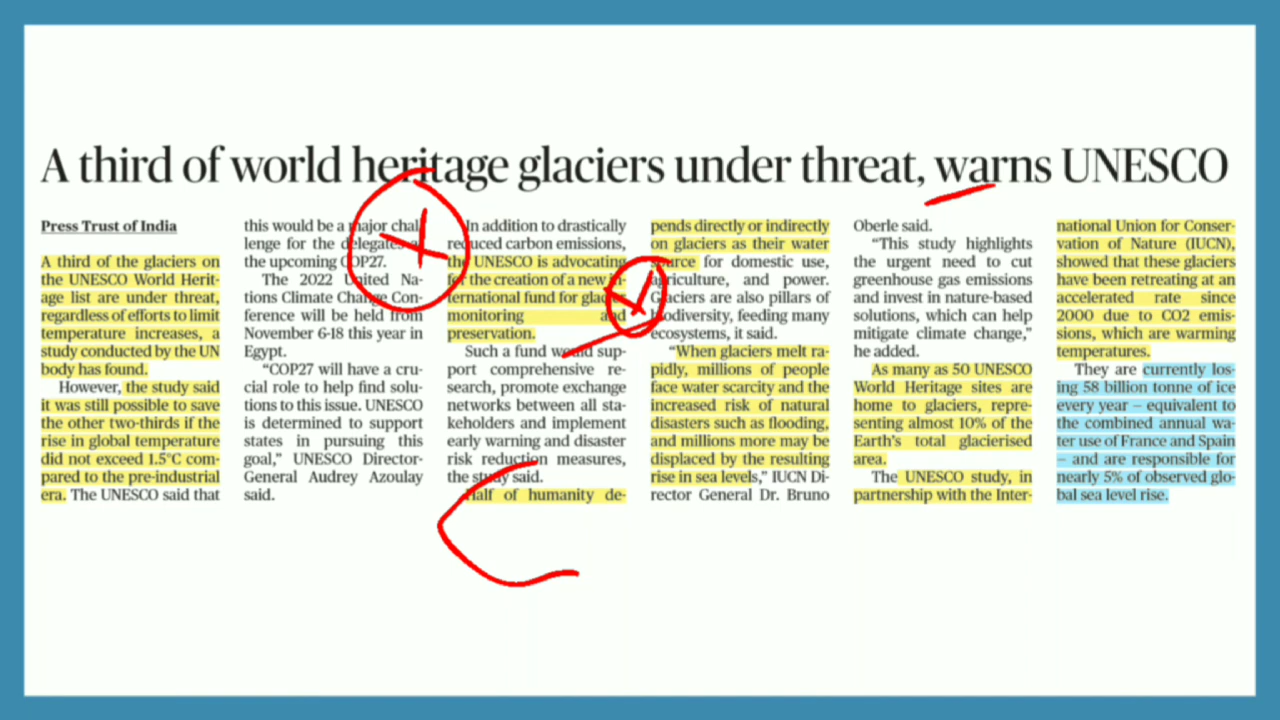 A third of world heritage glaciers under threat, warns UNESCO
Press Trust of India
A third of the glaciers on
the UNESCO World Herit-
age list are under threat,
regardless of efforts to limit
temperature increases, a
study conducted by the UN
body has found.
However, the study said
it was still possible to save
the other two-thirds if the
rise in global temperature
did not exceed 1.5°C com-
pared to the pre-industrial
era. The UNESCO said that
this would be a major chal
lenge for the delegates
the upcoming COP27.
The 2022 United Na-
tions Climate Change Con-
ference will be held from
November 6-18 this year in
Egypt.
“COP27 will have a cru-
cial role to help find solu-
tions to this issue. UNESCO
is determined to support
states in pursuing this
goal,” UNESCO Director-
General Audrey Azoulay
said.
In addition to drastically
reduced carbon emissions,
the UNESCO is advocating
for the creation of a new in-
ternational fund for glacier
monitoring and
preservation.
Such a fund would sup-
port comprehensive re-
search, promote exchange
networks between all sta-
keholders and implement
early warning and disaster
risk reduction measures,
the study said.
Half of humanity de-
pends directly or indirectly
on glaciers as their water
source for domestic use,
agriculture, and power.
Glaciers are also pillars of
biodiversity, feeding many
ecosystems, it said.
“When glaciers melt ra-
pidly, millions of people
face water scarcity and the
increased risk of natural
disasters such as flooding,
and millions more may be
displaced by the resulting
rise in sea levels,” IUCN Di-
rector General Dr. Bruno
Oberle said.
“This study highlights
the urgent need to cut
greenhouse gas emissions
and invest in nature-based
solutions, which can help
mitigate climate change,”
he added.
As many as 50 UNESCO
World Heritage sites are
home to glaciers, repre-
senting almost 10% of the
Earth’s total glacierised
area.
The UNESCO study, in
partnership with the Inter-
national Union for Conser-
vation of Nature (IUCN),
showed that these glaciers
have been retreating at an
accelerated rate since
2000 due to CO2 emis-
sions, which are warming
temperatures.
They are currently los-
ing 58 billion tonne of ice
every year – equivalent to
the combined annual wa-
ter use of France and Spain
– and are responsible for
nearly 5% of observed glo-
bal sea level rise.